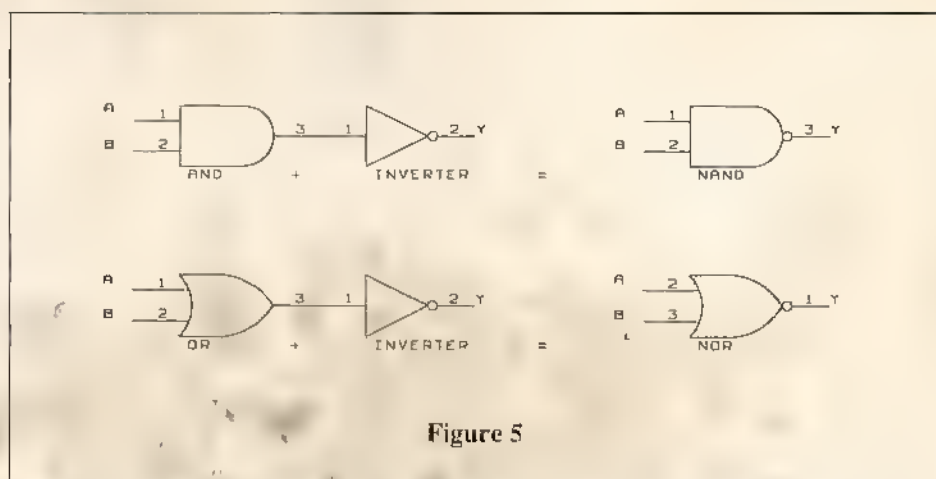 A
1
3
1
2 Y
B
2
AND + INVERTER =
A
1
3 Y
B
2
NAND
A
1
3
1
2 Y
B
2
OR + INVERTER =
A
2
1 Y
B
3
NOR
Figure 5